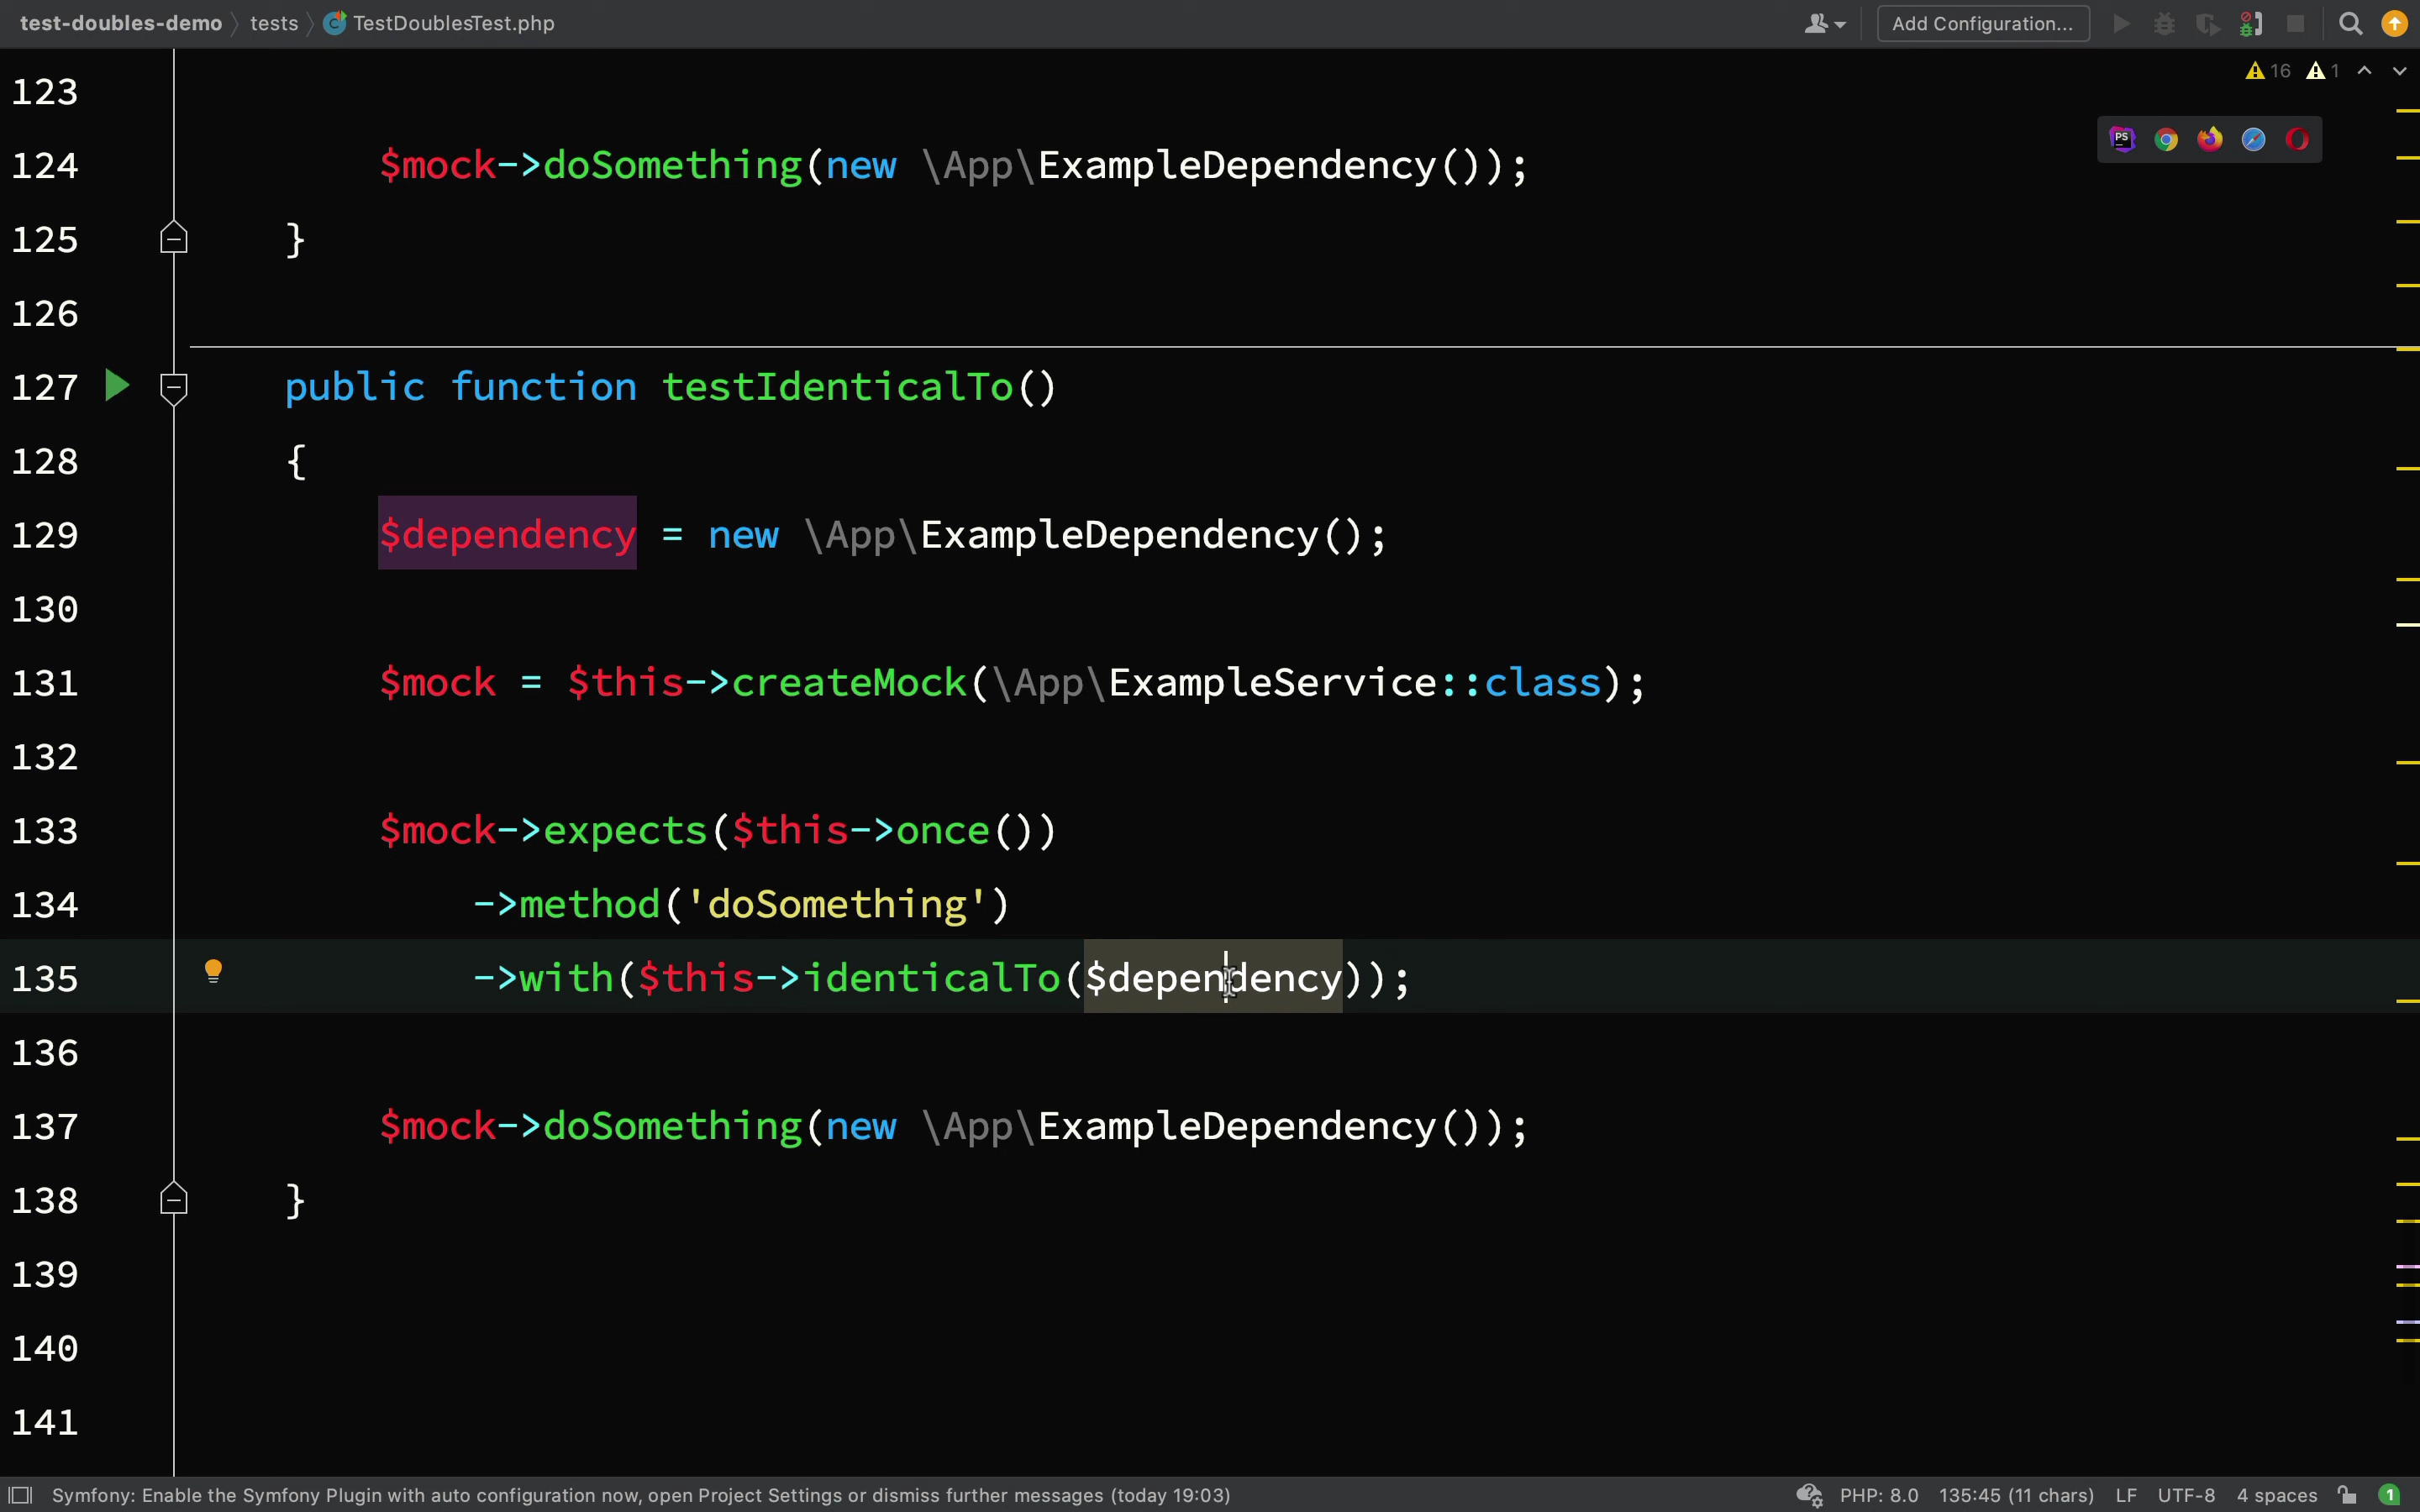 test-doubles-demo tests TestDoublesTest.php Add Configuration...
16 1
123
124 $mock->doSomething(new \App\ExampleDependency());
PS
125 }
126
127 public function testIdenticalTo()
128 {
129 $dependency = new \App\ExampleDependency();
130
131 $mock = $this->createMock(\App\ExampleService::class);
132
133 $mock->expects($this->once())
134 ->method('doSomething')
135 ->with($this->identicalTo($dependency));
136
137 $mock->doSomething(new \App\ExampleDependency());
138 }
139
140
141
Symfony: Enable the Symfony Plugin with auto configuration now, open Project Settings or dismiss further messages (today 19:03) PHP: 8.0 135:45 (11 chars) LF UTF-8 4 spaces 1